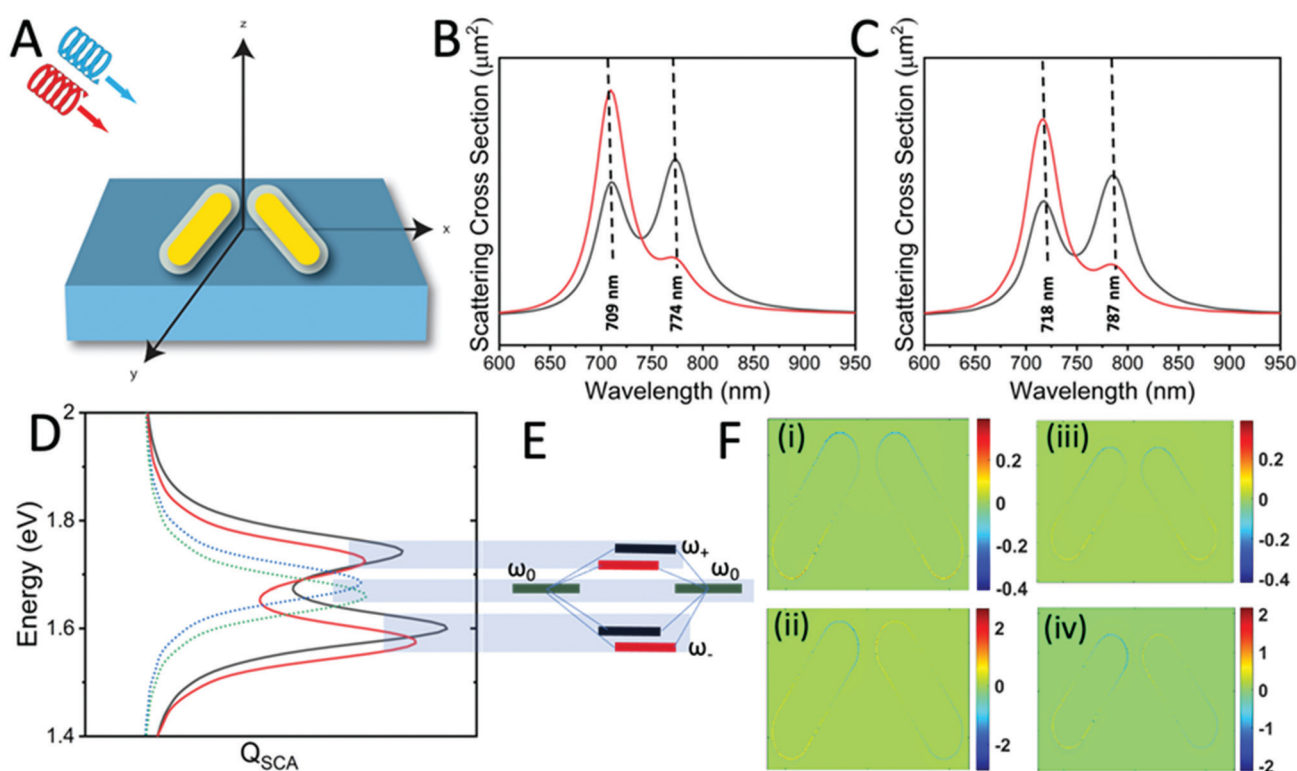 A
z
x
y
B
Scattering Cross Section (μm²)
709 nm
774 nm
600 650 700 750 800 850 900 950
Wavelength (nm)
C
Scattering Cross Section (μm²)
718 nm
787 nm
600 650 700 750 800 850 900 950
Wavelength (nm)
D
2
1.8
1.6
1.4
Energy (eV)
Q_SCA
E
ω₊
ω₀
ω₀
ω₋
F
(i)
0.2
0
-0.2
-0.4
(iii)
0.2
0
-0.2
-0.4
(ii)
2
0
-2
(iv)
2
1
0
-1
-2